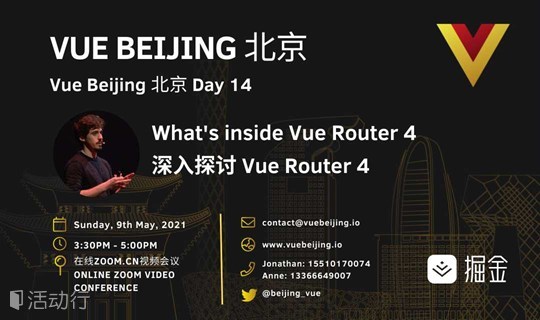 VUE BEIJING 北京
Vue Beijing 北京 Day 14
What's inside Vue Router 4
深入探讨 Vue Router 4
Sunday, 9th May, 2021
3:30PM - 5:00PM
在线ZOOM.CN视频会议
ONLINE ZOOM VIDEO
CONFERENCE
contact@vuebeijing.io
www.vuebeijing.io
Jonathan: 15510170074
Anne: 13366649007
@beijing_vue
掘金
活动行